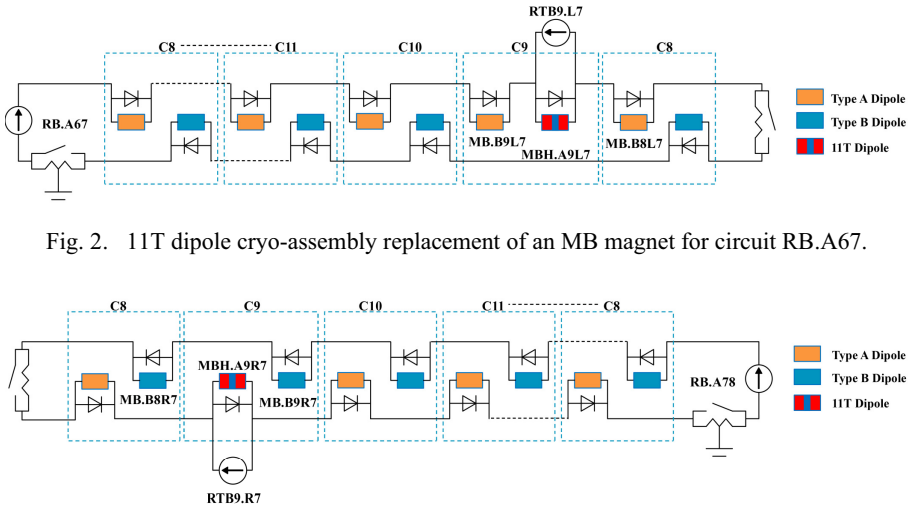 RTB9.L7
C8 C11 C10 C9 C8
RB.A67
MB.B9L7
MB.B8L7
MBH.A9L7
Type A Dipole
Type B Dipole
11T Dipole
Fig. 2. 11T dipole cryo-assembly replacement of an MB magnet for circuit RB.A67.
C8 C9 C10 C11 C8
MBH.A9R7
MB.B8R7
MB.B9R7
RB.A78
RTB9.R7
Type A Dipole
Type B Dipole
11T Dipole